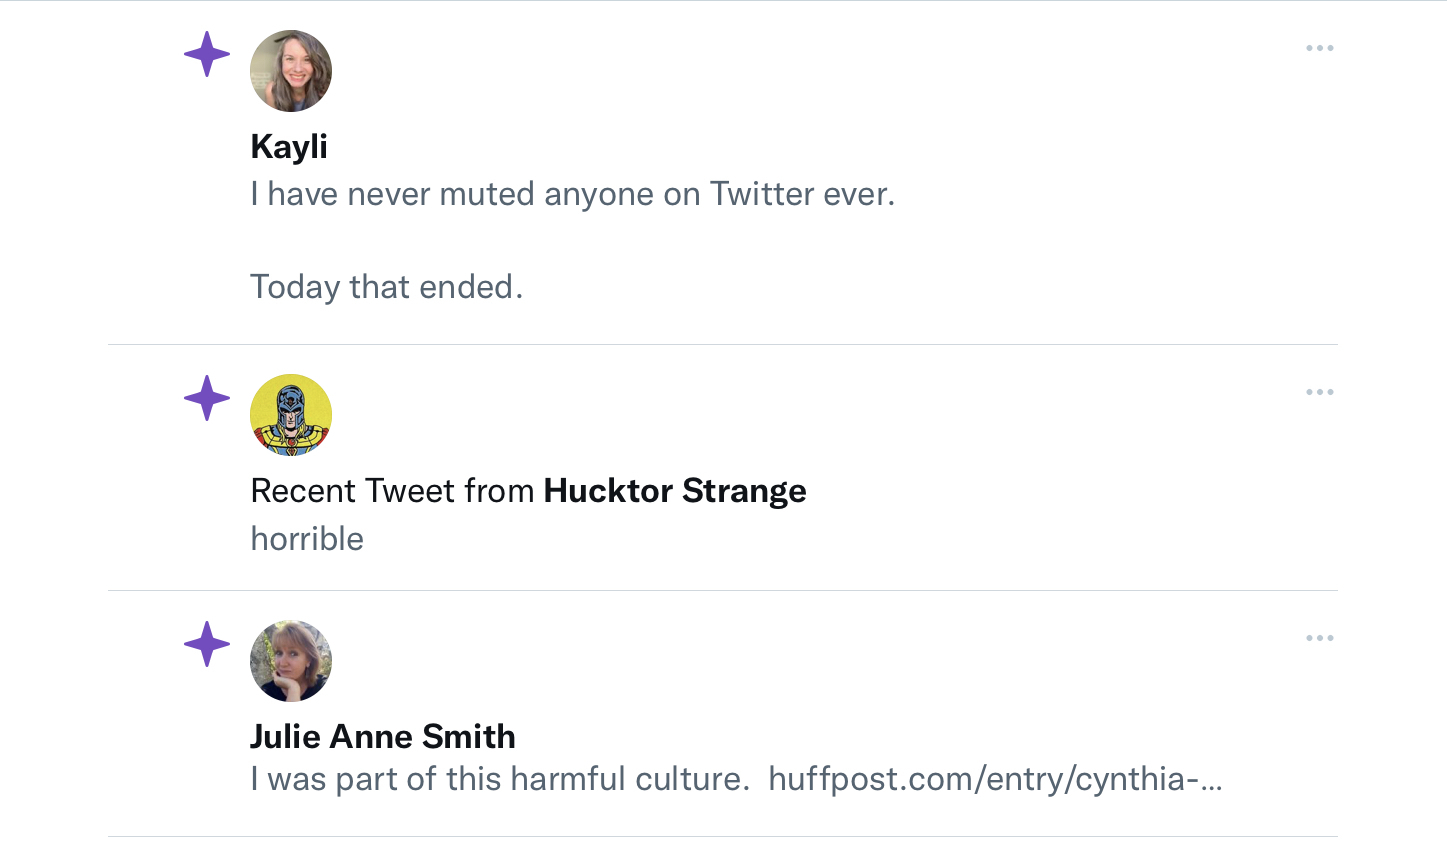 Kayli
I have never muted anyone on Twitter ever.
Today that ended.
Recent Tweet from Hucktor Strange
horrible
Julie Anne Smith
I was part of this harmful culture.  huffpost.com/entry/cynthia-...